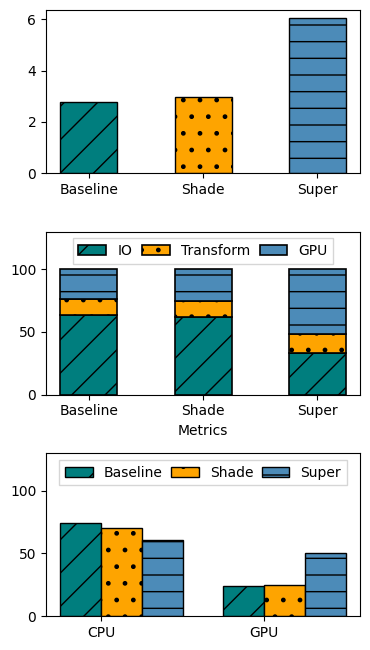 6
4
2
0
Baseline Shade Super
IO Transform GPU
100
50
0
Baseline Shade Super
Metrics
Baseline Shade Super
100
50
0
CPU GPU